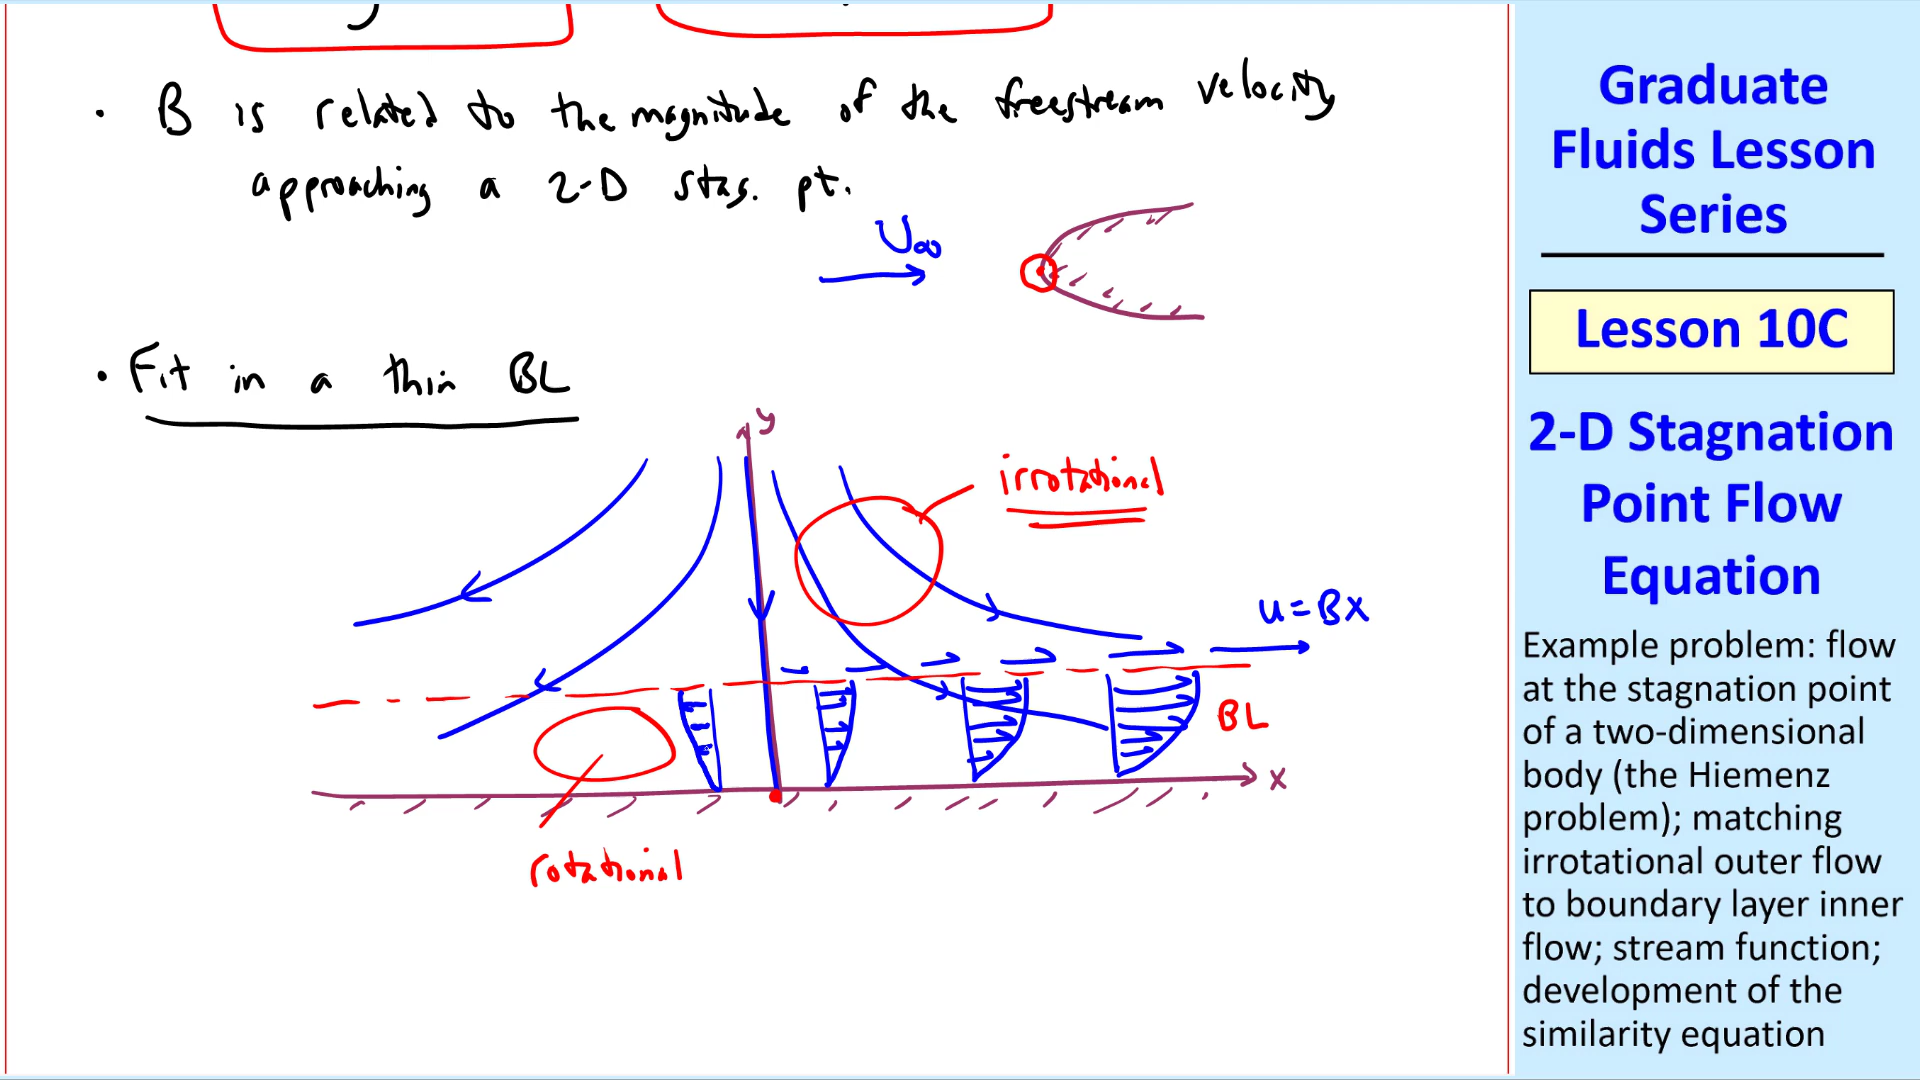 • B is related to the magnitude of the freestream velocity
approaching a 2-D stag. pt.
U∞
• Fit in a thin BL
y
irrotational
u = Bx
BL
x
rotational
Graduate
Fluids Lesson
Series
Lesson 10C
2-D Stagnation
Point Flow
Equation
Example problem: flow
at the stagnation point
of a two-dimensional
body (the Hiemenz
problem); matching
irrotational outer flow
to boundary layer inner
flow; stream function;
development of the
similarity equation